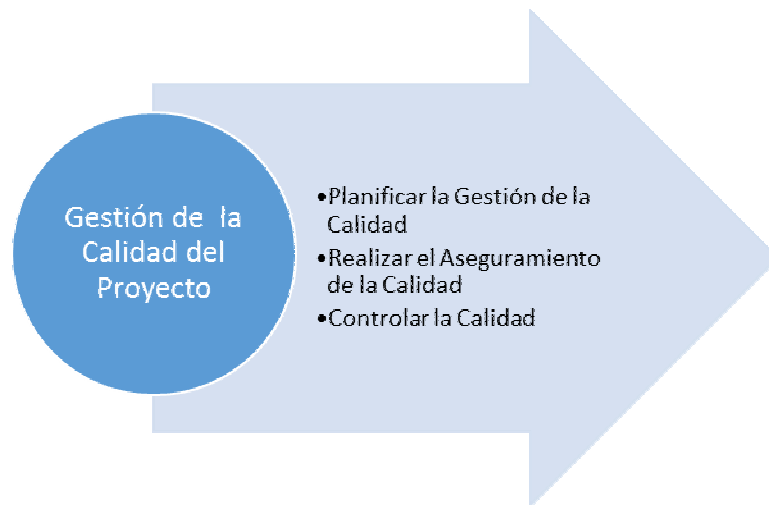 Gestión de la
Calidad del
Proyecto
•Planificar la Gestión de la
Calidad
•Realizar el Aseguramiento
de la Calidad
•Controlar la Calidad